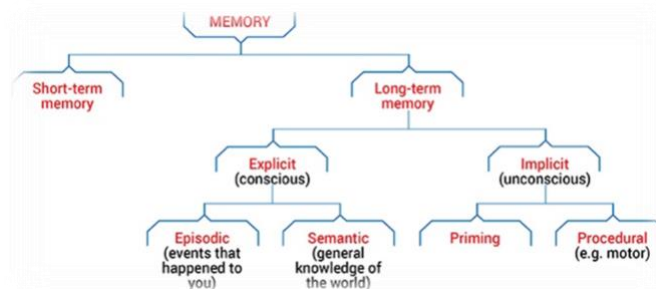 MEMORY
Short-term
memory
Long-term
memory
Explicit
(conscious)
Implicit
(unconscious)
Episodic
(events that
happened to
you)
Semantic
(general
knowledge of
the world)
Priming
Procedural
(e.g. motor)